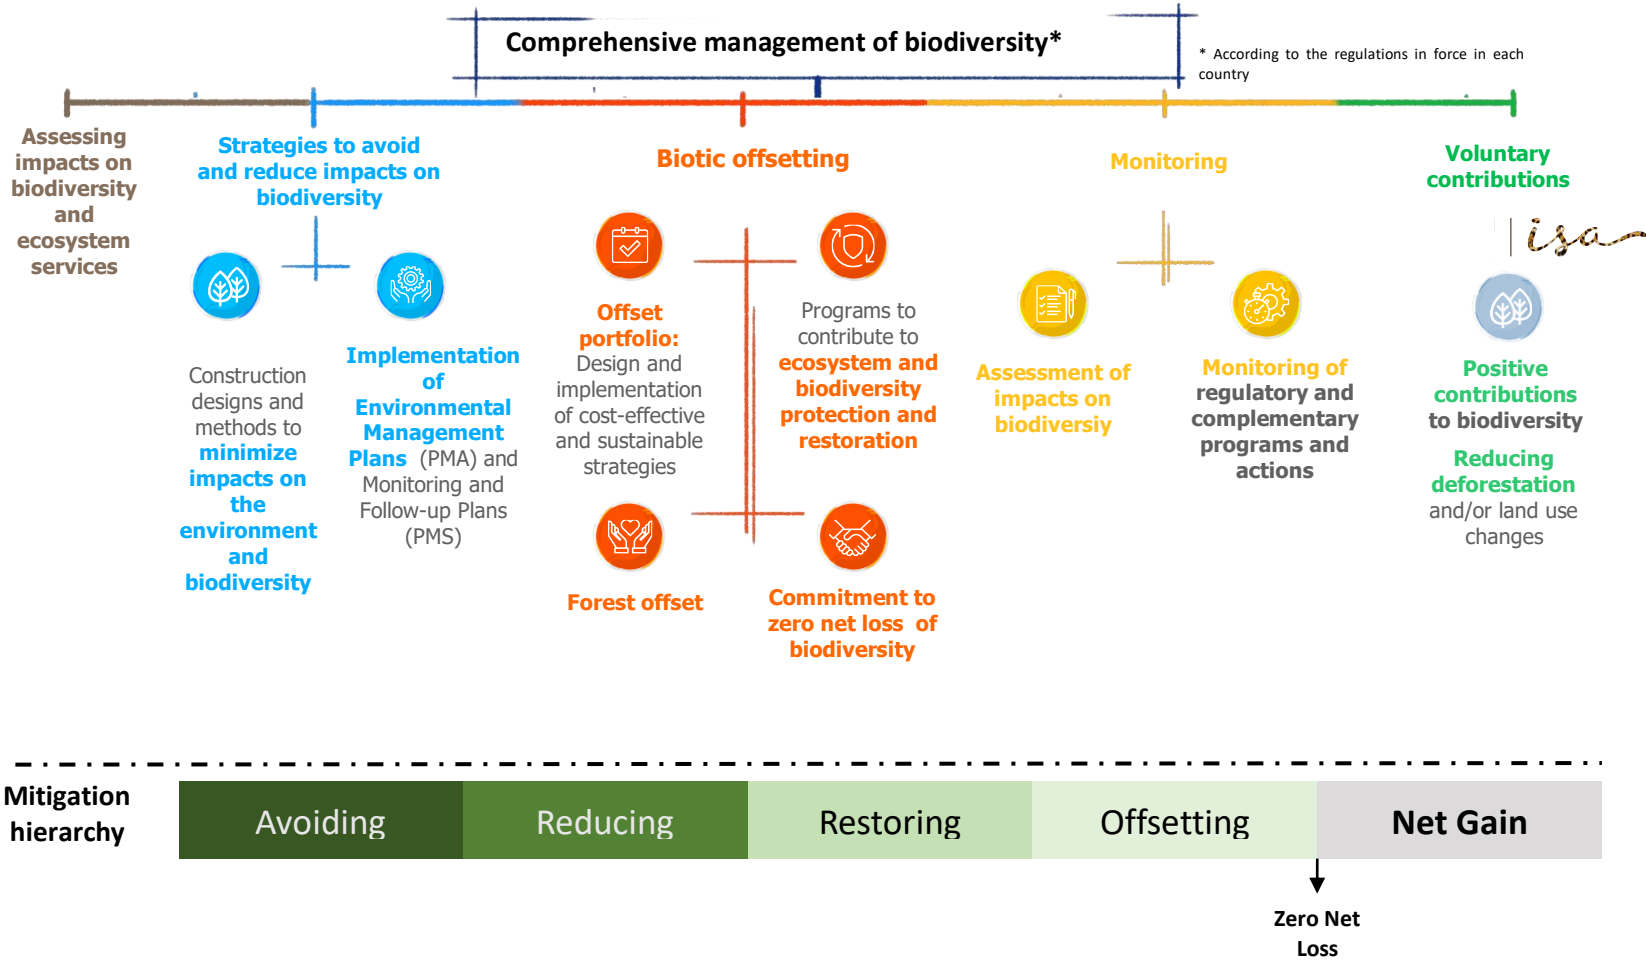 Comprehensive management of biodiversity*
* According to the regulations in force in each
country
Assessing
impacts on
biodiversity
and
ecosystem
services
Strategies to avoid
and reduce impacts on
biodiversity
Construction
designs and
methods to
minimize
impacts on
the
environment
and
biodiversity
Implementation
of
Environmental
Management
Plans (PMA) and
Monitoring and
Follow-up Plans
(PMS)
Biotic offsetting
Offset
portfolio:
Design and
implementation
of cost-effective
and sustainable
strategies
Programs to
contribute to
ecosystem and
biodiversity
protection and
restoration
Forest offset
Commitment to
zero net loss of
biodiversity
Monitoring
Assessment of
impacts on
biodiversiy
Monitoring of
regulatory and
complementary
programs and
actions
Voluntary
contributions
isa
Positive
contributions
to biodiversity
Reducing
deforestation
and/or land use
changes
Mitigation
hierarchy
Avoiding
Reducing
Restoring
Offsetting
Net Gain
Zero Net
Loss